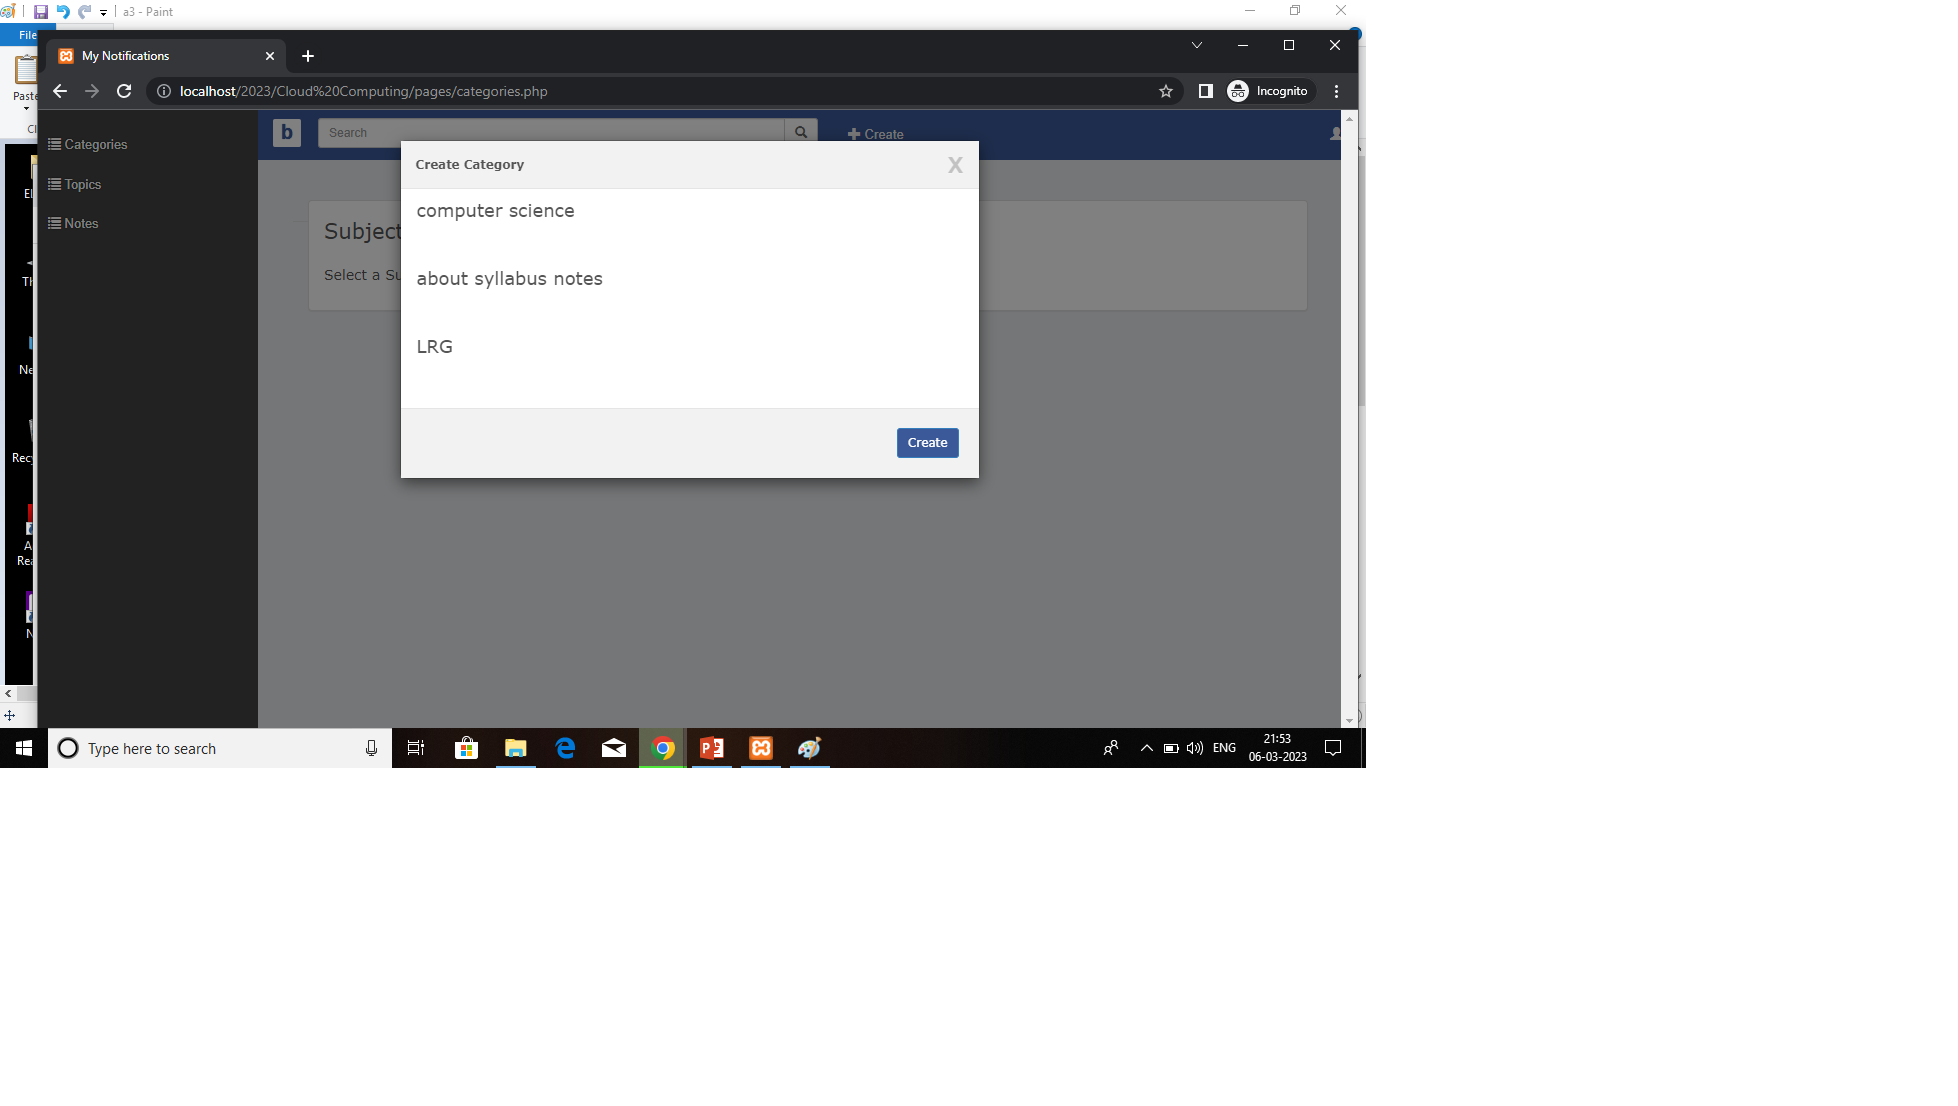 a3 - Paint
File
My Notifications
Paste
localhost/2023/Cloud%20Computing/pages/categories.php
Incognito
Categories
Topics
Notes
b
Search
Create
Create Category
X
computer science
about syllabus notes
LRG
Create
Subject
Select a Su
Type here to search
ENG
21:53
06-03-2023